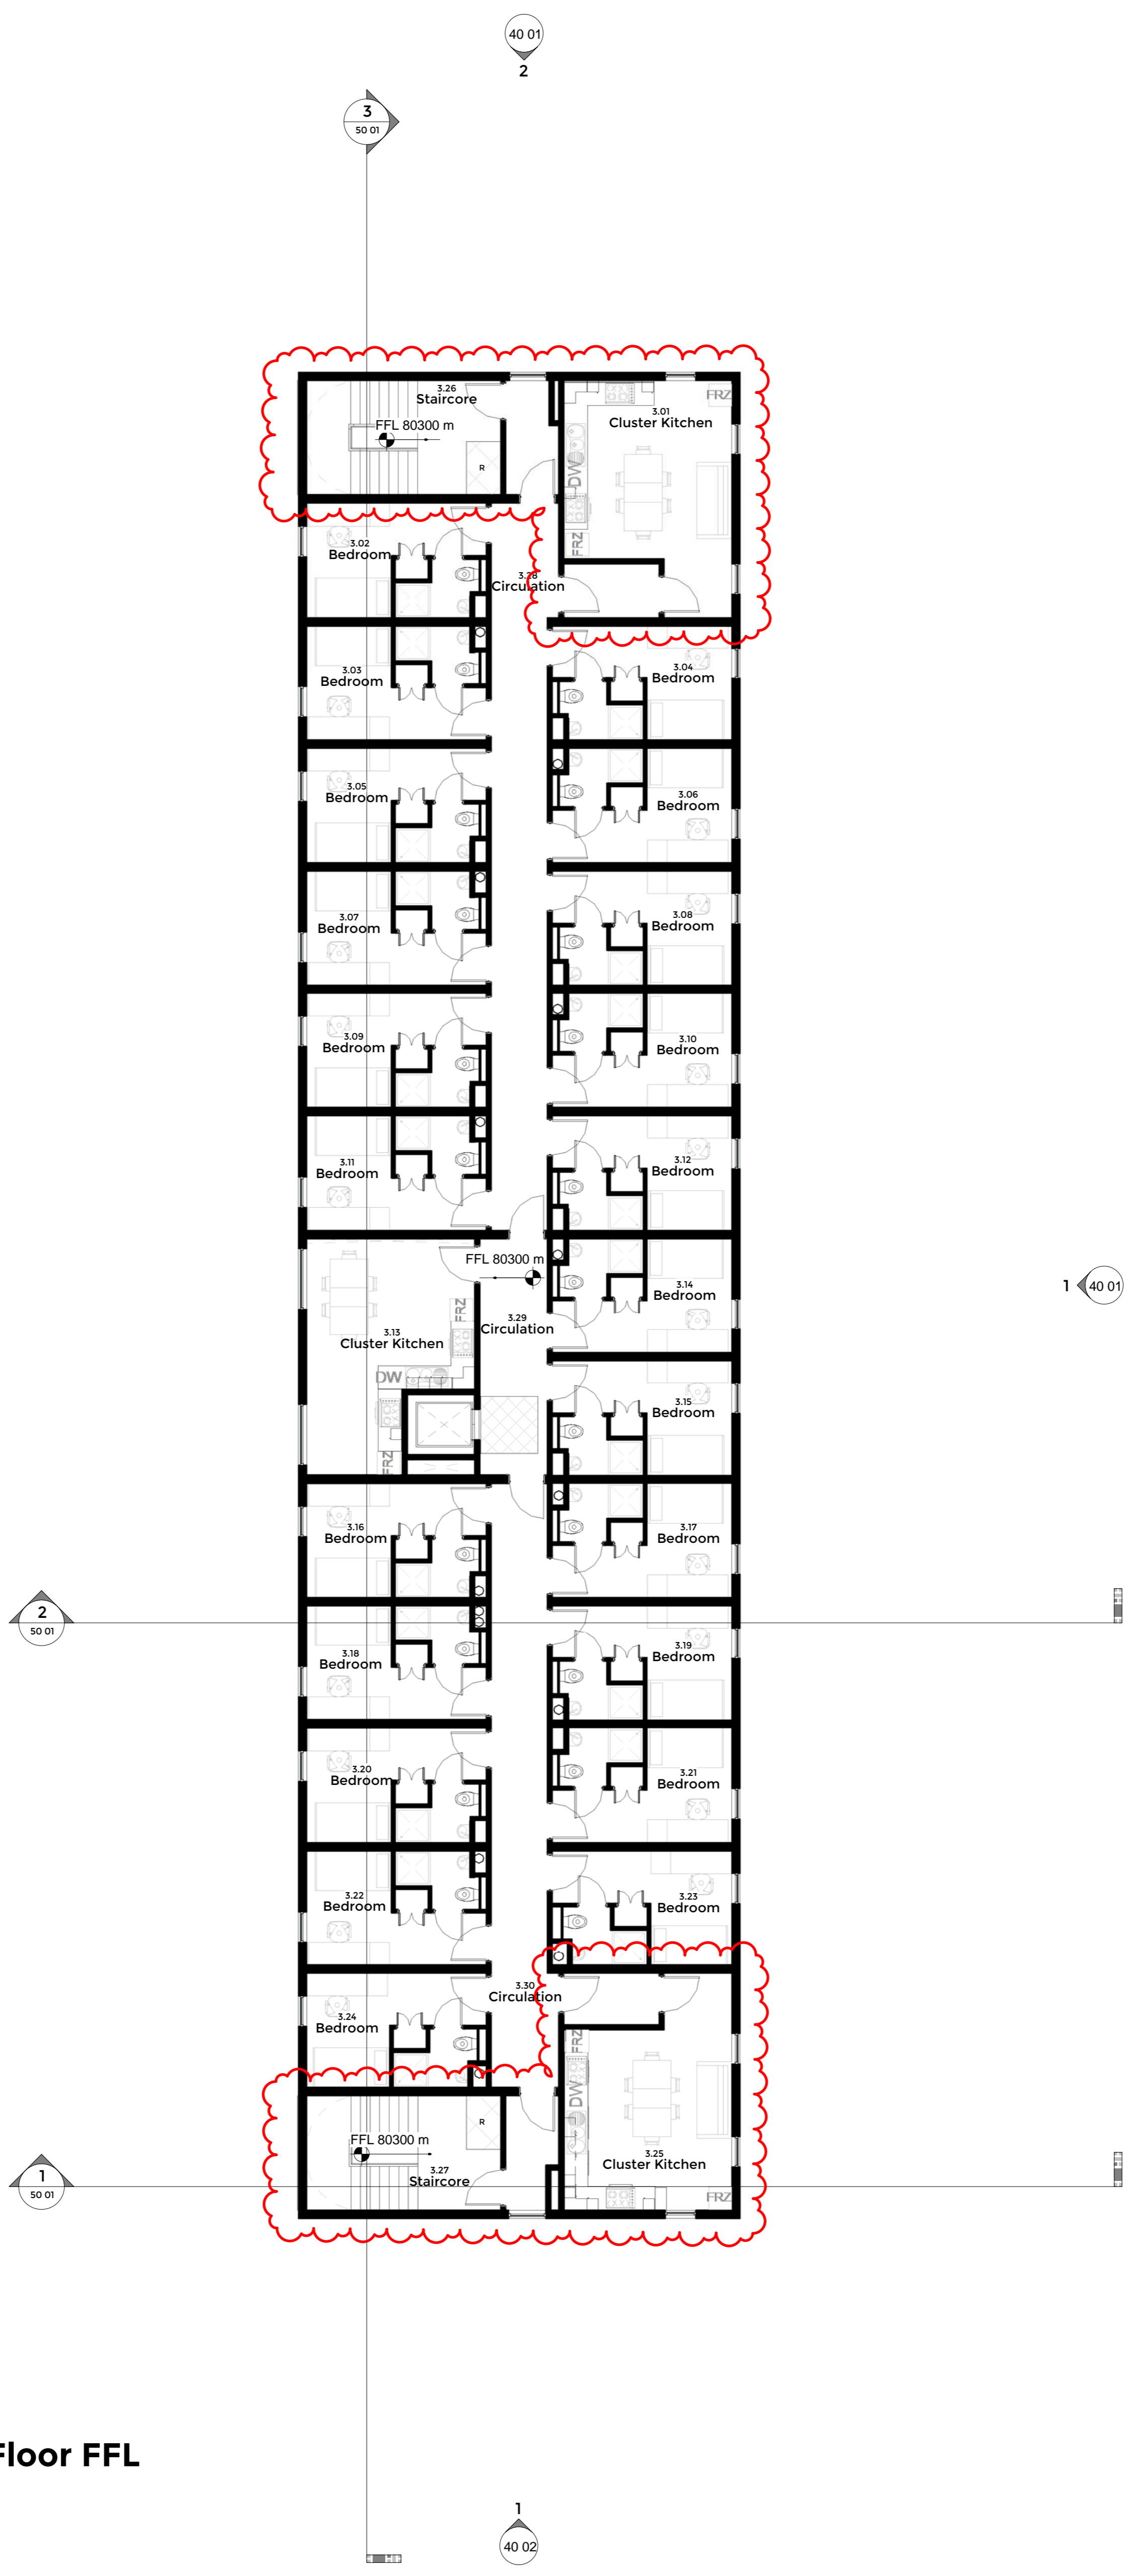 40 01
2
3
50 01
3.26
Staircore
FFL 80300 m
R
3.01
Cluster Kitchen
FRZ
DW
FRZ
3.02
Bedroom
3.28
Circulation
3.03
Bedroom
3.04
Bedroom
3.05
Bedroom
3.06
Bedroom
3.07
Bedroom
3.08
Bedroom
3.09
Bedroom
3.10
Bedroom
3.11
Bedroom
3.12
Bedroom
FFL 80300 m
3.13
Cluster Kitchen
FRZ
DW
FRZ
3.29
Circulation
3.14
Bedroom
1
40 01
3.15
Bedroom
3.16
Bedroom
3.17
Bedroom
2
50 01
3.18
Bedroom
3.19
Bedroom
3.20
Bedroom
3.21
Bedroom
3.22
Bedroom
3.23
Bedroom
3.30
Circulation
3.24
Bedroom
FRZ
DW
R
FFL 80300 m
3.27
Staircore
3.25
Cluster Kitchen
FRZ
1
50 01
Floor FFL
1
40 02